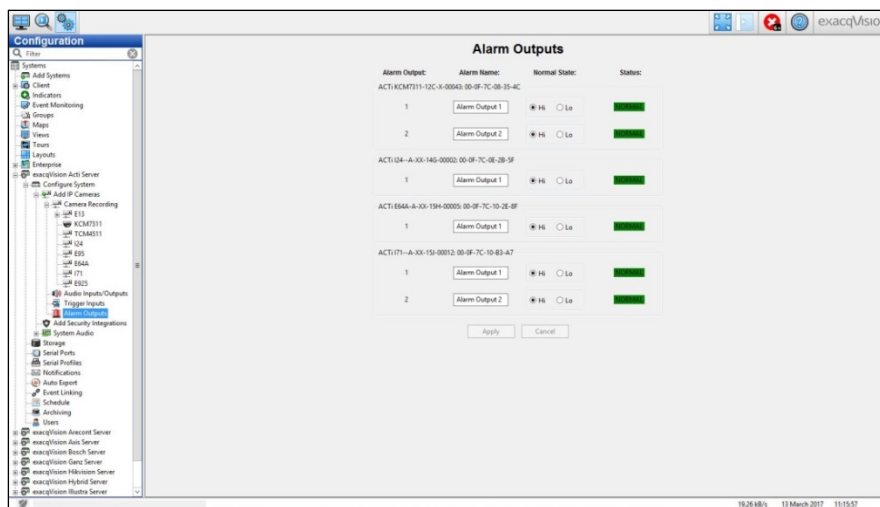 exacqVisio
Configuration
Filter
Systems
Add Systems
Client
Indicators
Event Monitoring
Groups
Maps
Views
Tours
Layouts
Enterprise
exacqVision Acti Server
Configure System
Add IP Cameras
Camera Recording
E13
KCM7311
TCM4511
I24
E95
E64A
I71
E925
Audio Inputs/Outputs
Trigger Inputs
Alarm Outputs
Add Security Integrations
System Audio
Storage
Serial Ports
Serial Profiles
Notifications
Auto Export
Event Linking
Schedule
Archiving
Users
exacqVision Arecont Server
exacqVision Axis Server
exacqVision Bosch Server
exacqVision Ganz Server
exacqVision Hikvision Server
exacqVision Hybrid Server
exacqVision Illustra Server
Alarm Outputs
Alarm Output: Alarm Name: Normal State: Status:
ACTi KCM7311-12C-X-00043: 00-0F-7C-08-35-4C
1 Alarm Output 1 Hi Lo NORMAL
2 Alarm Output 2 Hi Lo NORMAL
ACTi I24--A-XX-14G-00002: 00-0F-7C-0E-2B-5F
1 Alarm Output 1 Hi Lo NORMAL
ACTi E64A-A-XX-15H-00005: 00-0F-7C-10-2E-8F
1 Alarm Output 1 Hi Lo NORMAL
ACTi I71--A-XX-15J-00012: 00-0F-7C-10-B3-A7
1 Alarm Output 1 Hi Lo NORMAL
2 Alarm Output 2 Hi Lo NORMAL
Apply Cancel
19.26 kB/s 13 March 2017 11:15:57